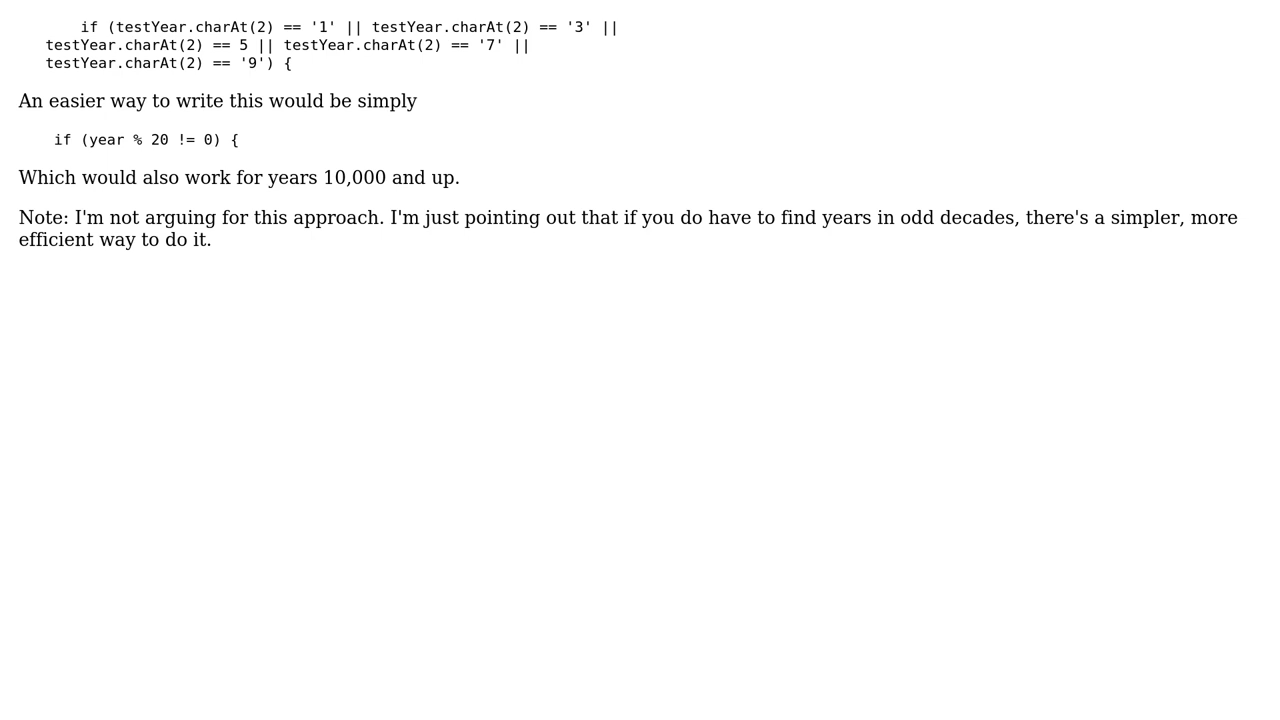 if (testYear.charAt(2) == '1' || testYear.charAt(2) == '3' ||
testYear.charAt(2) == 5 || testYear.charAt(2) == '7' ||
testYear.charAt(2) == '9') {
An easier way to write this would be simply
if (year % 20 != 0) {
Which would also work for years 10,000 and up.
Note: I'm not arguing for this approach. I'm just pointing out that if you do have to find years in odd decades, there's a simpler, more
efficient way to do it.